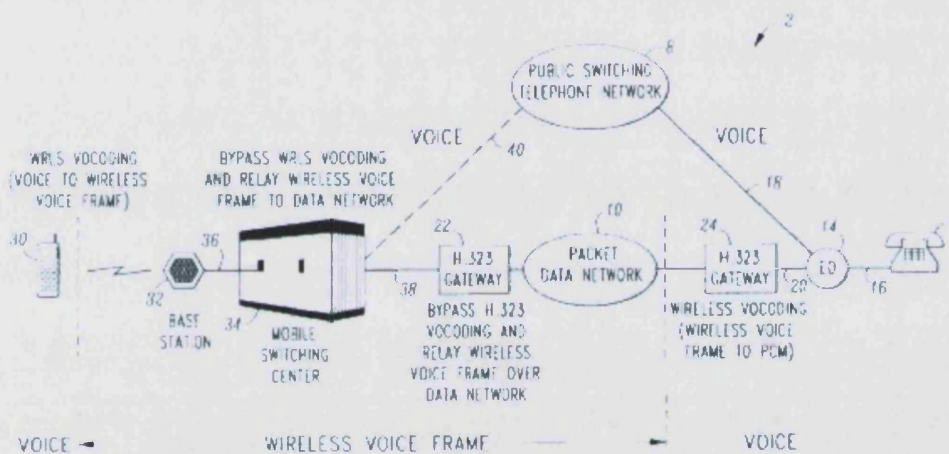 2
8
PUBLIC SWITCHING
TELEPHONE NETWORK
VOICE
VOICE
40
18
WRLS VOCODING
(VOICE TO WIRELESS
VOICE FRAME)
BYPASS WRLS VOCODING
AND RELAY WIRELESS VOICE
FRAME TO DATA NETWORK
30
36
32
BASE
STATION
34
MOBILE
SWITCHING
CENTER
38
22
H.323
GATEWAY
BYPASS H.323
VOCODING AND
RELAY WIRELESS
VOICE FRAME OVER
DATA NETWORK
10
PACKET
DATA NETWORK
24
H.323
GATEWAY
WIRELESS VOCODING
(WIRELESS VOICE
FRAME TO PCM)
20
14
EO
16
VOICE
WIRELESS VOICE FRAME
VOICE